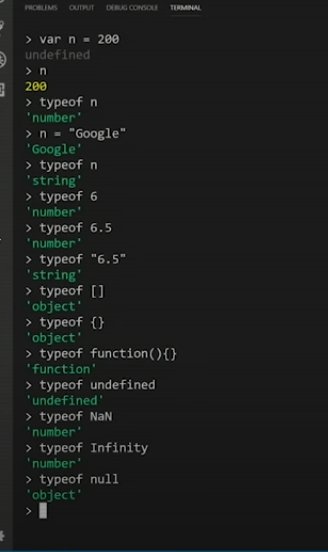 PROBLEMS OUTPUT DEBUG CONSOLE TERMINAL
> var n = 200
undefined
> n
200
> typeof n
'number'
> n = "Google"
'Google'
> typeof n
'string'
> typeof 6
'number'
> typeof 6.5
'number'
> typeof "6.5"
'string'
> typeof []
'object'
> typeof {}
'object'
> typeof function(){}
'function'
> typeof undefined
'undefined'
> typeof NaN
'number'
> typeof Infinity
'number'
> typeof null
'object'
>